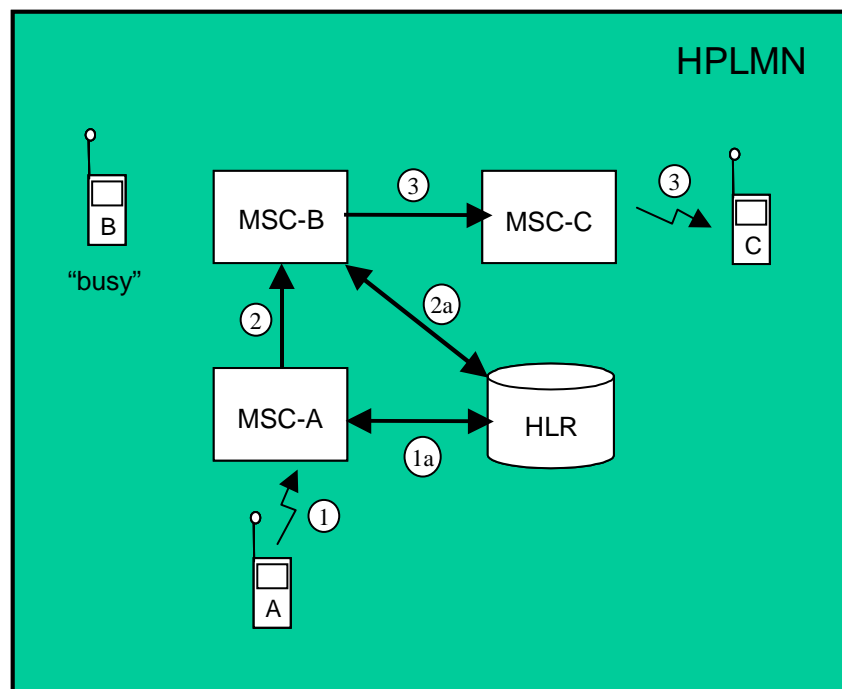 HPLMN
B
“busy”
MSC-B
3
MSC-C
3
C
2
2a
MSC-A
1a
HLR
1
A